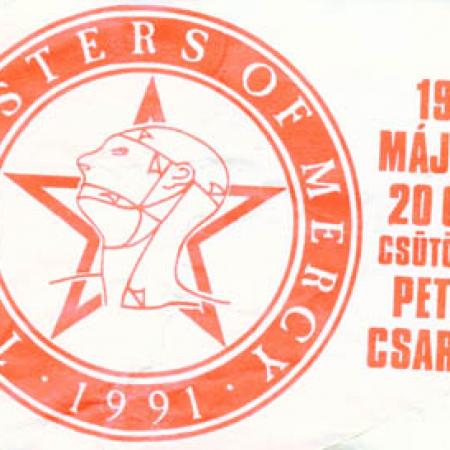 STERS OF MERCY
· 1991 ·
19
MÁJ
20
CSÜTÖ
PET
CSAR